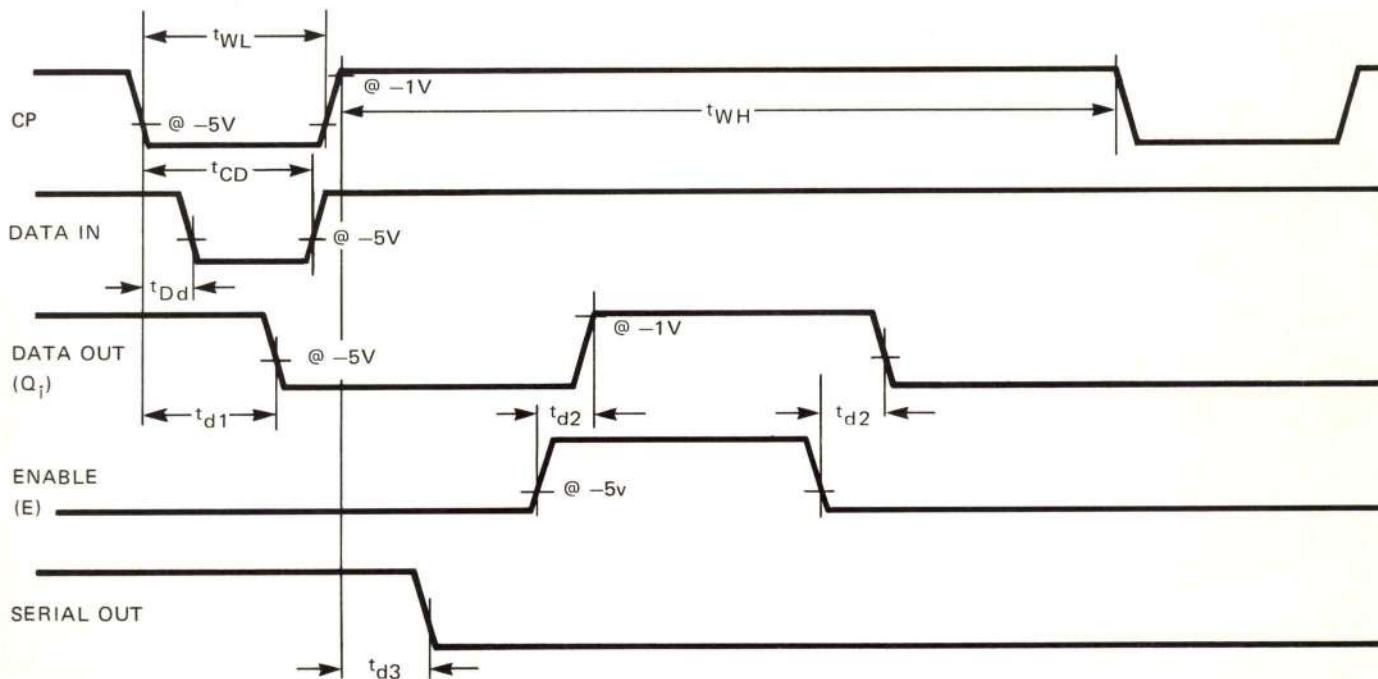 tWL
@ −1V
CP
@ −5V
tWH
tCD
DATA IN
@ −5V
tDd
@ −1V
DATA OUT
(Qj)
@ −5V
td1
td2
td2
ENABLE
(E)
@ −5v
SERIAL OUT
td3